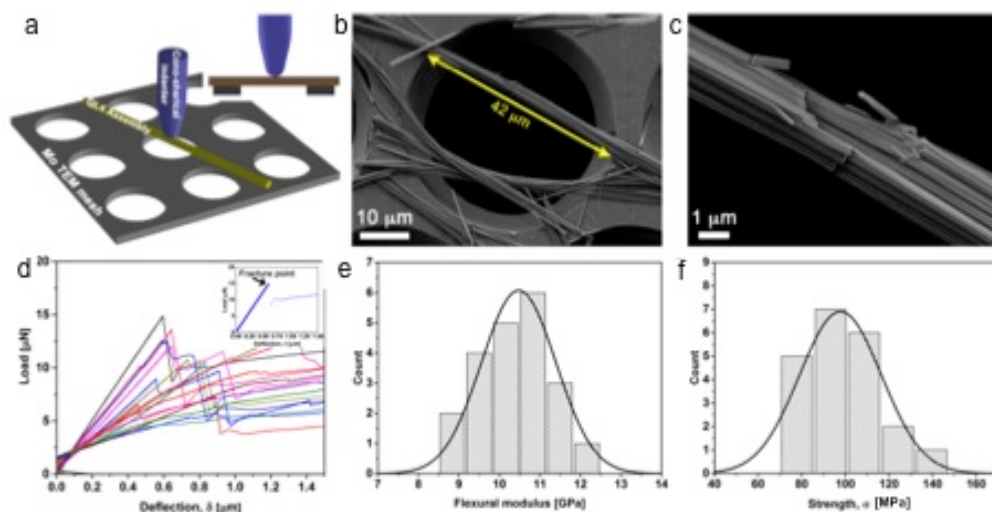 a
Cono-spherical
Indenter
Assembly
Mo TEM mesh
b
42 μm
10 μm
c
1 μm
d
Load [μN]
20
15
10
5
0
0.0 0.2 0.4 0.6 0.8 1.0 1.2 1.4
Deflection, δ [μm]
Fracture point
e
Count
6
5
4
3
2
1
0
7 8 9 10 11 12 13 14
Flexural modulus [GPa]
f
Count
9
8
7
6
5
4
3
2
1
0
40 60 80 100 120 140 160
Strength, σ [MPa]